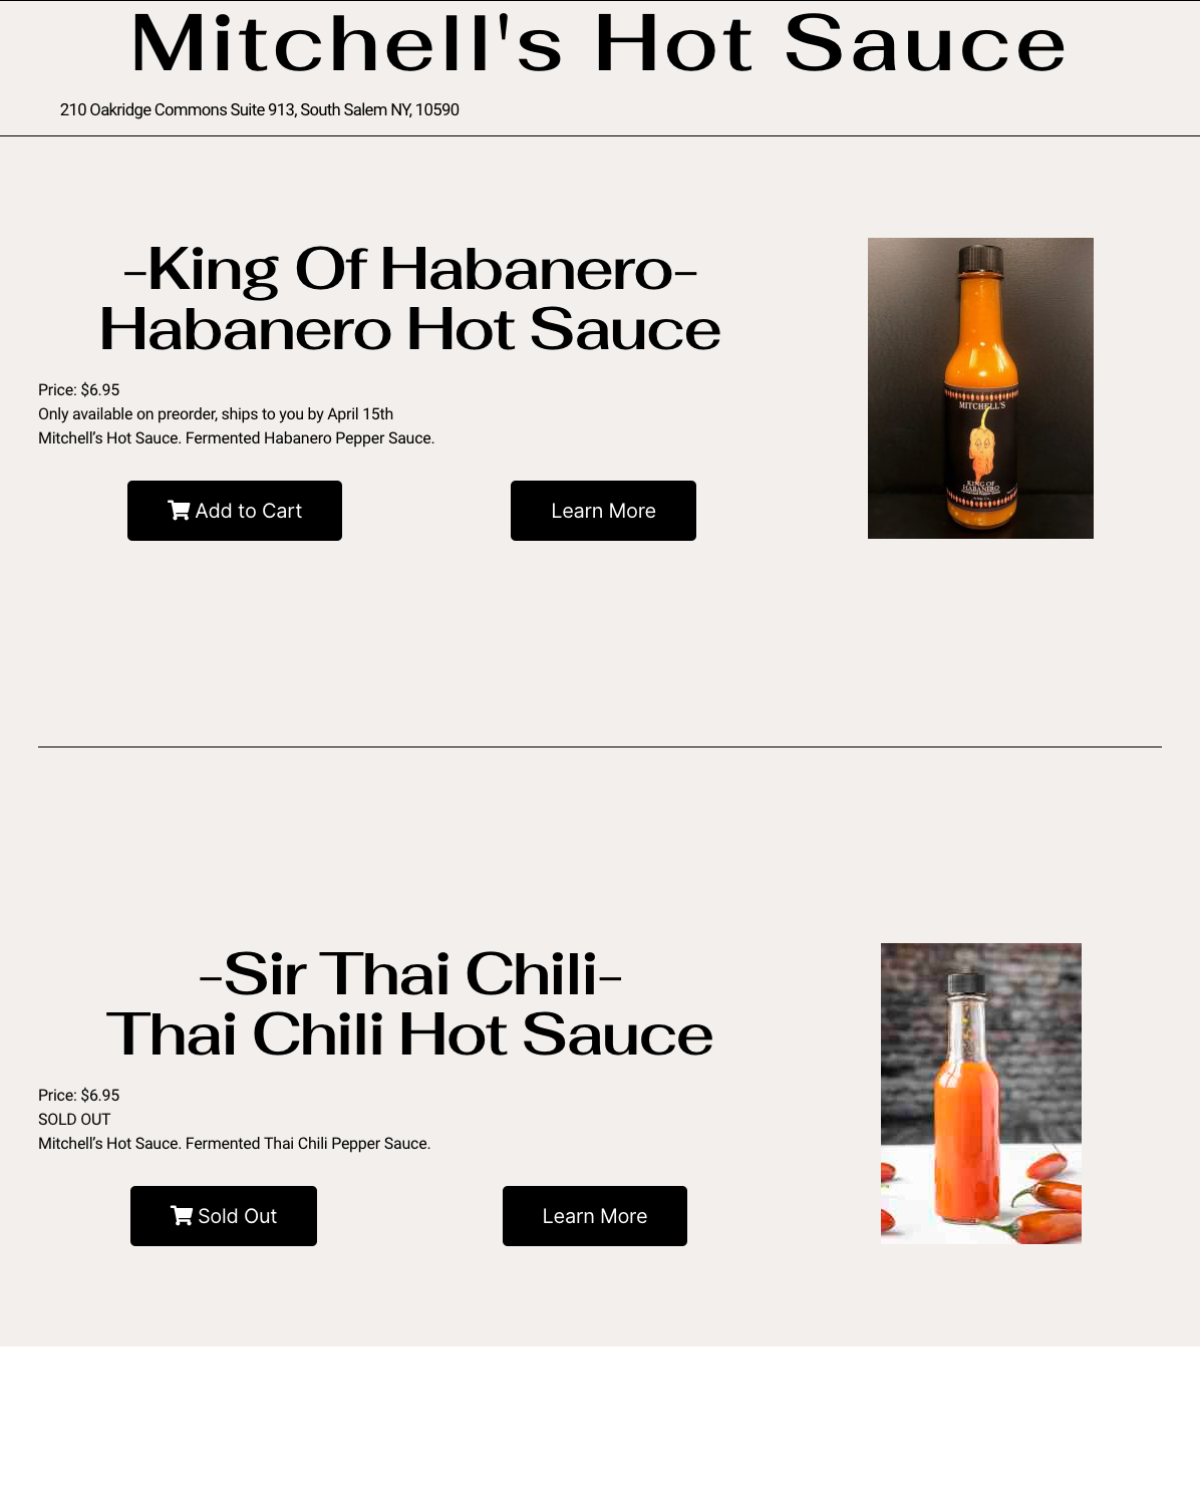 Mitchell's Hot Sauce
210 Oakridge Commons Suite 913, South Salem NY, 10590
-King Of Habanero-
Habanero Hot Sauce
Price: $6.95
Only available on preorder, ships to you by April 15th
Mitchell’s Hot Sauce. Fermented Habanero Pepper Sauce.
Add to Cart
Learn More
MITCHELL'S
KING OF
HABANERO
-Sir Thai Chili-
Thai Chili Hot Sauce
Price: $6.95
SOLD OUT
Mitchell’s Hot Sauce. Fermented Thai Chili Pepper Sauce.
Sold Out
Learn More